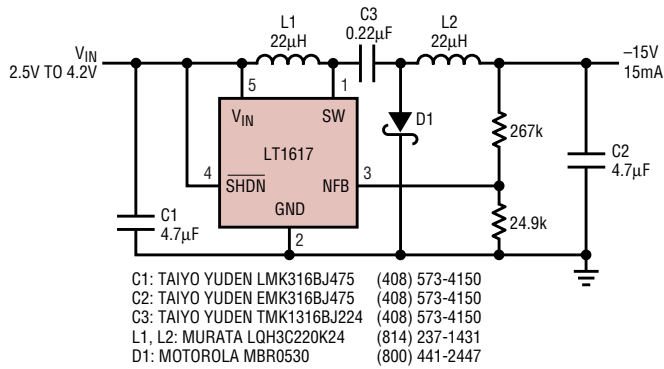 L1
22µH
C3
0.22µF
L2
22µH
VIN
2.5V TO 4.2V
–15V
15mA
5
1
VIN
SW
D1
267k
LT1617
4
SHDN
NFB
3
C2
4.7µF
GND
2
24.9k
C1
4.7µF
C1: TAIYO YUDEN LMK316BJ475 (408) 573-4150
C2: TAIYO YUDEN EMK316BJ475 (408) 573-4150
C3: TAIYO YUDEN TMK1316BJ224 (408) 573-4150
L1, L2: MURATA LQH3C220K24 (814) 237-1431
D1: MOTOROLA MBR0530 (800) 441-2447